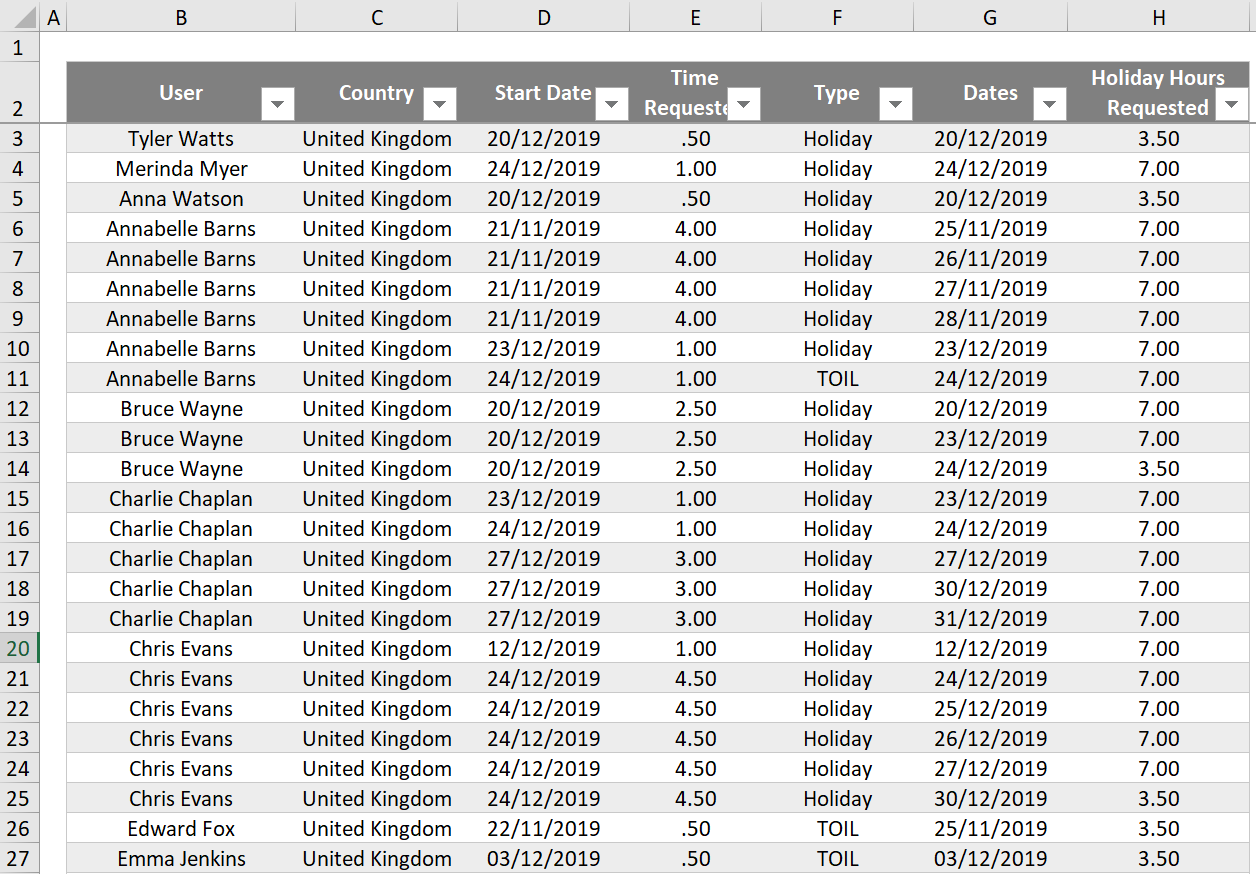 A B C D E F G H
1
2 User Country Start Date Time Requeste Type Dates Holiday Hours Requested
3 Tyler Watts United Kingdom 20/12/2019 .50 Holiday 20/12/2019 3.50
4 Merinda Myer United Kingdom 24/12/2019 1.00 Holiday 24/12/2019 7.00
5 Anna Watson United Kingdom 20/12/2019 .50 Holiday 20/12/2019 3.50
6 Annabelle Barns United Kingdom 21/11/2019 4.00 Holiday 25/11/2019 7.00
7 Annabelle Barns United Kingdom 21/11/2019 4.00 Holiday 26/11/2019 7.00
8 Annabelle Barns United Kingdom 21/11/2019 4.00 Holiday 27/11/2019 7.00
9 Annabelle Barns United Kingdom 21/11/2019 4.00 Holiday 28/11/2019 7.00
10 Annabelle Barns United Kingdom 23/12/2019 1.00 Holiday 23/12/2019 7.00
11 Annabelle Barns United Kingdom 24/12/2019 1.00 TOIL 24/12/2019 7.00
12 Bruce Wayne United Kingdom 20/12/2019 2.50 Holiday 20/12/2019 7.00
13 Bruce Wayne United Kingdom 20/12/2019 2.50 Holiday 23/12/2019 7.00
14 Bruce Wayne United Kingdom 20/12/2019 2.50 Holiday 24/12/2019 3.50
15 Charlie Chaplan United Kingdom 23/12/2019 1.00 Holiday 23/12/2019 7.00
16 Charlie Chaplan United Kingdom 24/12/2019 1.00 Holiday 24/12/2019 7.00
17 Charlie Chaplan United Kingdom 27/12/2019 3.00 Holiday 27/12/2019 7.00
18 Charlie Chaplan United Kingdom 27/12/2019 3.00 Holiday 30/12/2019 7.00
19 Charlie Chaplan United Kingdom 27/12/2019 3.00 Holiday 31/12/2019 7.00
20 Chris Evans United Kingdom 12/12/2019 1.00 Holiday 12/12/2019 7.00
21 Chris Evans United Kingdom 24/12/2019 4.50 Holiday 24/12/2019 7.00
22 Chris Evans United Kingdom 24/12/2019 4.50 Holiday 25/12/2019 7.00
23 Chris Evans United Kingdom 24/12/2019 4.50 Holiday 26/12/2019 7.00
24 Chris Evans United Kingdom 24/12/2019 4.50 Holiday 27/12/2019 7.00
25 Chris Evans United Kingdom 24/12/2019 4.50 Holiday 30/12/2019 3.50
26 Edward Fox United Kingdom 22/11/2019 .50 TOIL 25/11/2019 3.50
27 Emma Jenkins United Kingdom 03/12/2019 .50 TOIL 03/12/2019 3.50